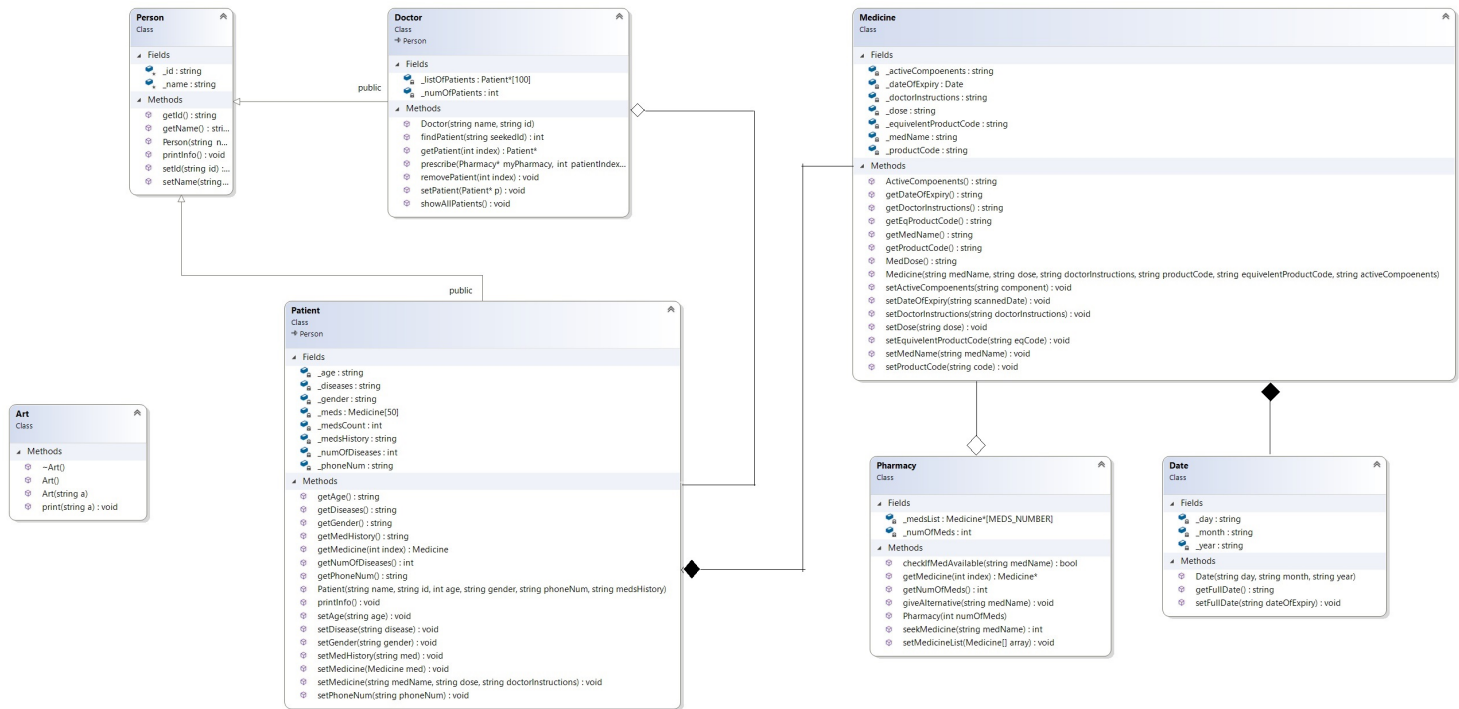 Person
Class
Fields
_id : string
_name : string
Methods
getId() : string
getName() : stri...
Person(string n...
printInfo() : void
setId(string id) :...
setName(string...
public
Doctor
Class
Person
Fields
_listOfPatients : Patient*[100]
_numOfPatients : int
Methods
Doctor(string name, string id)
findPatient(string seekedId) : int
getPatient(int index) : Patient*
prescribe(Pharmacy* myPharmacy, int patientIndex...
removePatient(int index) : void
setPatient(Patient* p) : void
showAllPatients() : void
Medicine
Class
Fields
_activeCompoenents : string
_dateOfExpiry : Date
_doctorInstructions : string
_dose : string
_equivelentProductCode : string
_medName : string
_productCode : string
Methods
ActiveCompoenents() : string
getDateOfExpiry() : string
getDoctorInstructions() : string
getEqProductCode() : string
getMedName() : string
getProductCode() : string
MedDose() : string
Medicine(string medName, string dose, string doctorInstructions, string productCode, string equivelentProductCode, string activeCompoenents)
setActiveCompoenents(string component) : void
setDateOfExpiry(string scannedDate) : void
setDoctorInstructions(string doctorInstructions) : void
setDose(string dose) : void
setEquivelentProductCode(string eqCode) : void
setMedName(string medName) : void
setProductCode(string code) : void
public
Patient
Class
Person
Fields
_age : string
_diseases : string
_gender : string
_meds : Medicine[50]
_medsCount : int
_medsHistory : string
_numOfDiseases : int
_phoneNum : string
Methods
getAge() : string
getDiseases() : string
getGender() : string
getMedHistory() : string
getMedicine(int index) : Medicine
getNumOfDiseases() : int
getPhoneNum() : string
Patient(string name, string id, int age, string gender, string phoneNum, string medsHistory)
printInfo() : void
setAge(string age) : void
setDisease(string disease) : void
setGender(string gender) : void
setMedHistory(string med) : void
setMedicine(Medicine med) : void
setMedicine(string medName, string dose, string doctorInstructions) : void
setPhoneNum(string phoneNum) : void
Art
Class
Methods
~Art()
Art()
Art(string a)
print(string a) : void
Pharmacy
Class
Fields
_medsList : Medicine*[MEDS_NUMBER]
_numOfMeds : int
Methods
checkIfMedAvailable(string medName) : bool
getMedicine(int index) : Medicine*
getNumOfMeds() : int
giveAlternative(string medName) : void
Pharmacy(int numOfMeds)
seekMedicine(string medName) : int
setMedicineList(Medicine[] array) : void
Date
Class
Fields
_day : string
_month : string
_year : string
Methods
Date(string day, string month, string year)
getFullDate() : string
setFullDate(string dateOfExpiry) : void